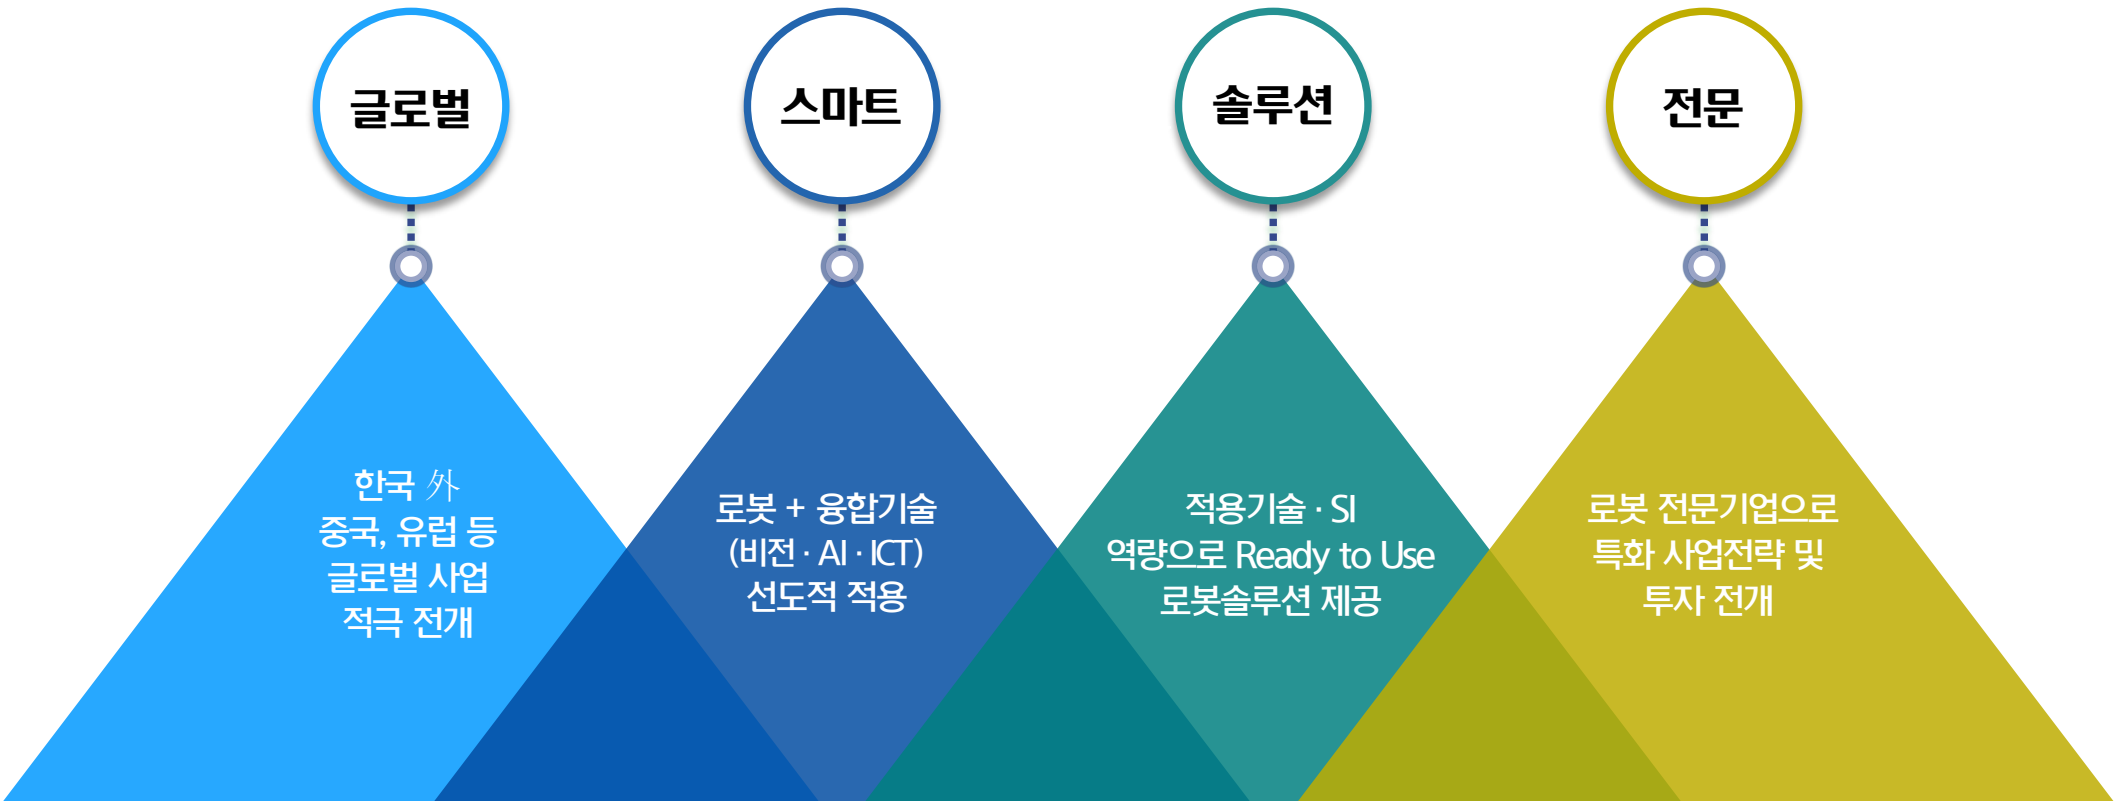 글로벌
스마트
솔루션
전문
한국 外
중국, 유럽 등
글로벌 사업
적극 전개
로봇 + 융합기술
(비전 · AI · ICT)
선도적 적용
적용기술 · SI
역량으로 Ready to Use
로봇솔루션 제공
로봇 전문기업으로
특화 사업전략 및
투자 전개